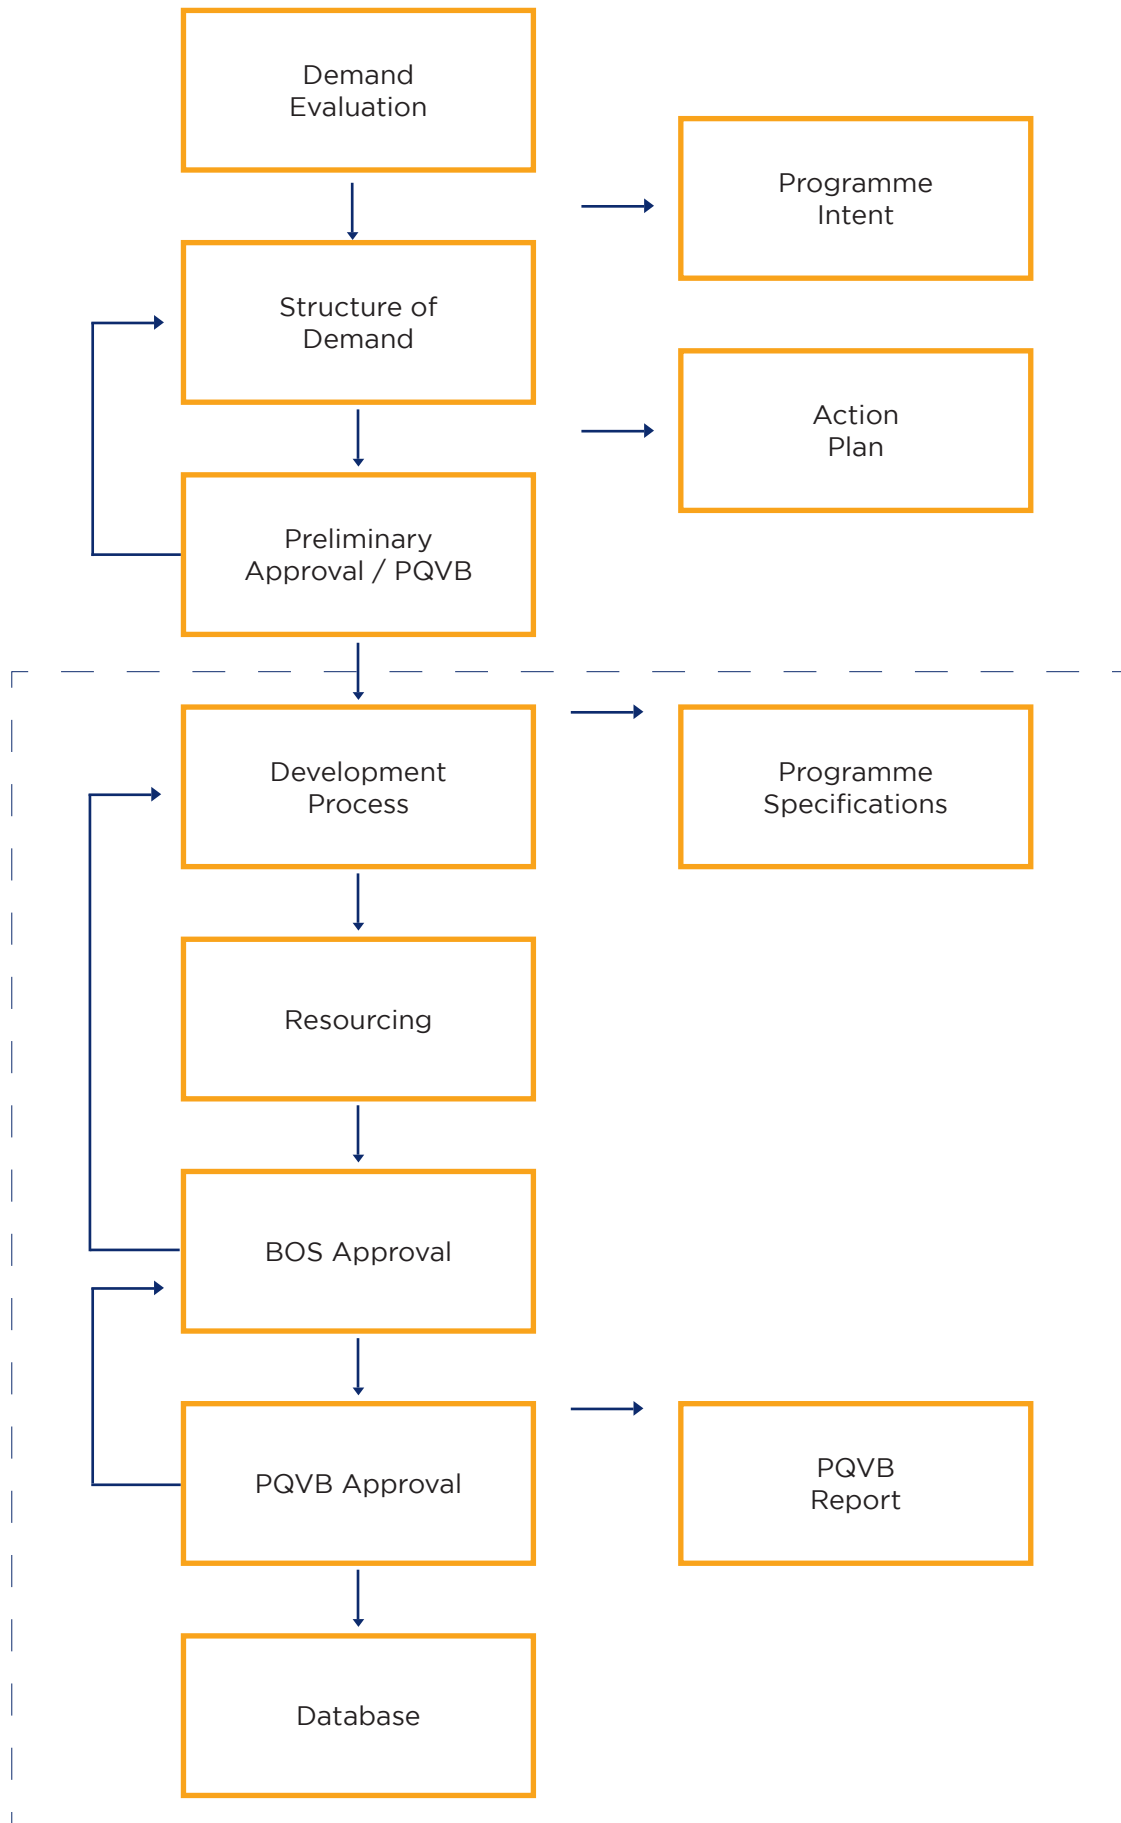 Demand
Evaluation
Programme
Intent
Structure of
Demand
Action
Plan
Preliminary
Approval / PQVB
Development
Process
Programme
Specifications
Resourcing
BOS Approval
PQVB Approval
PQVB
Report
Database